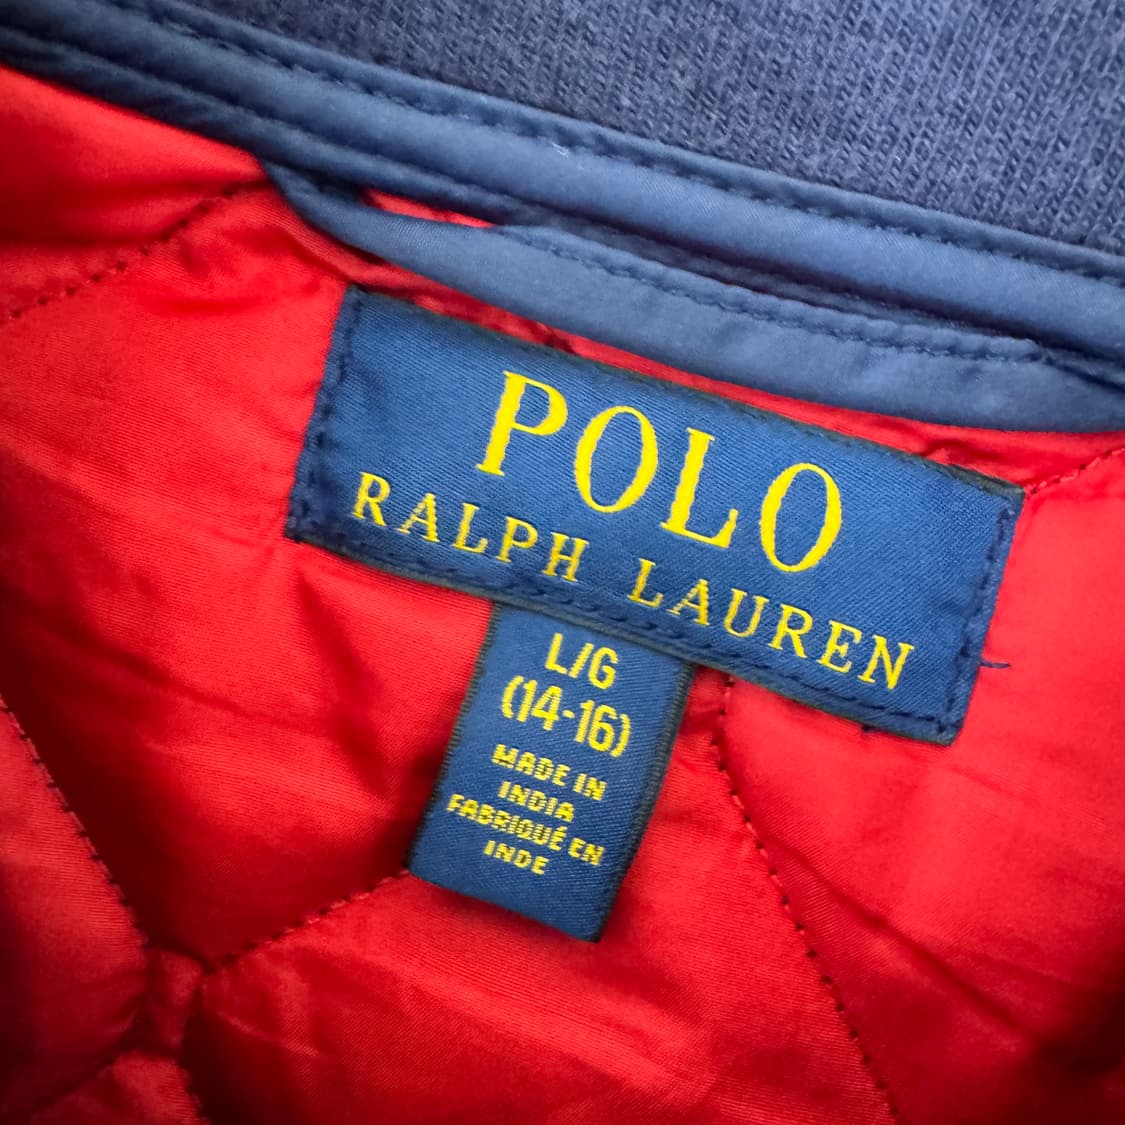 POLO
RALPH LAUREN
L/G
(14-16)
MADE IN
INDIA
FABRIQUÉ EN
INDE